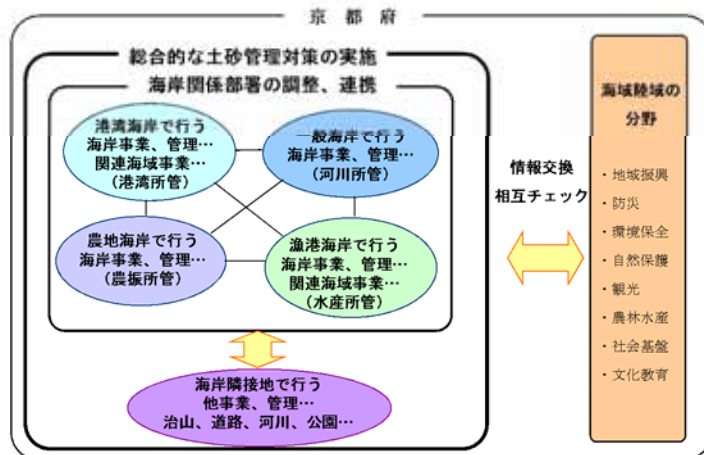 京都府
総合的な土砂管理対策の実施
海岸関係部署の調整、連携
港湾海岸で行う
海岸事業、管理…
関連海域事業…
(港湾所管)
一般海岸で行う
海岸事業、管理…
(河川所管)
農地海岸で行う
海岸事業、管理…
(農振所管)
漁港海岸で行う
海岸事業、管理…
関連海域事業…
(水産所管)
海岸隣接地で行う
他事業、管理…
治山、道路、河川、公園…
情報交換
相互チェック
海域陸域の
分野
・地域振興
・防災
・環境保全
・自然保護
・観光
・農林水産
・社会基盤
・文化教育